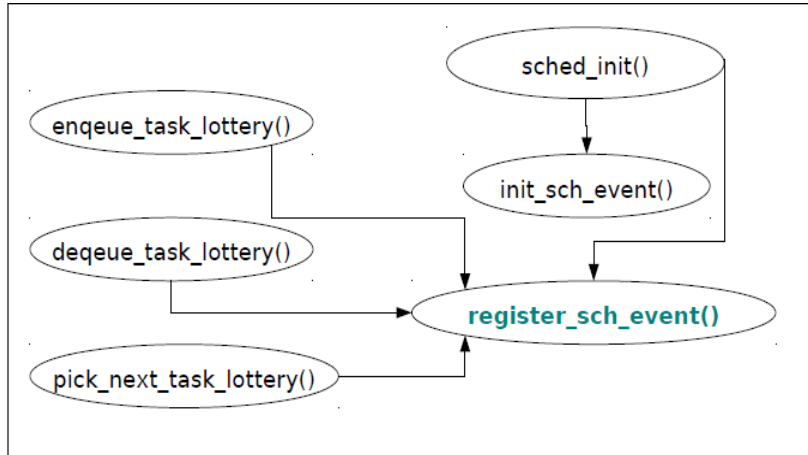 sched_init()
enqeue_task_lottery()
init_sch_event()
deqeue_task_lottery()
register_sch_event()
pick_next_task_lottery()